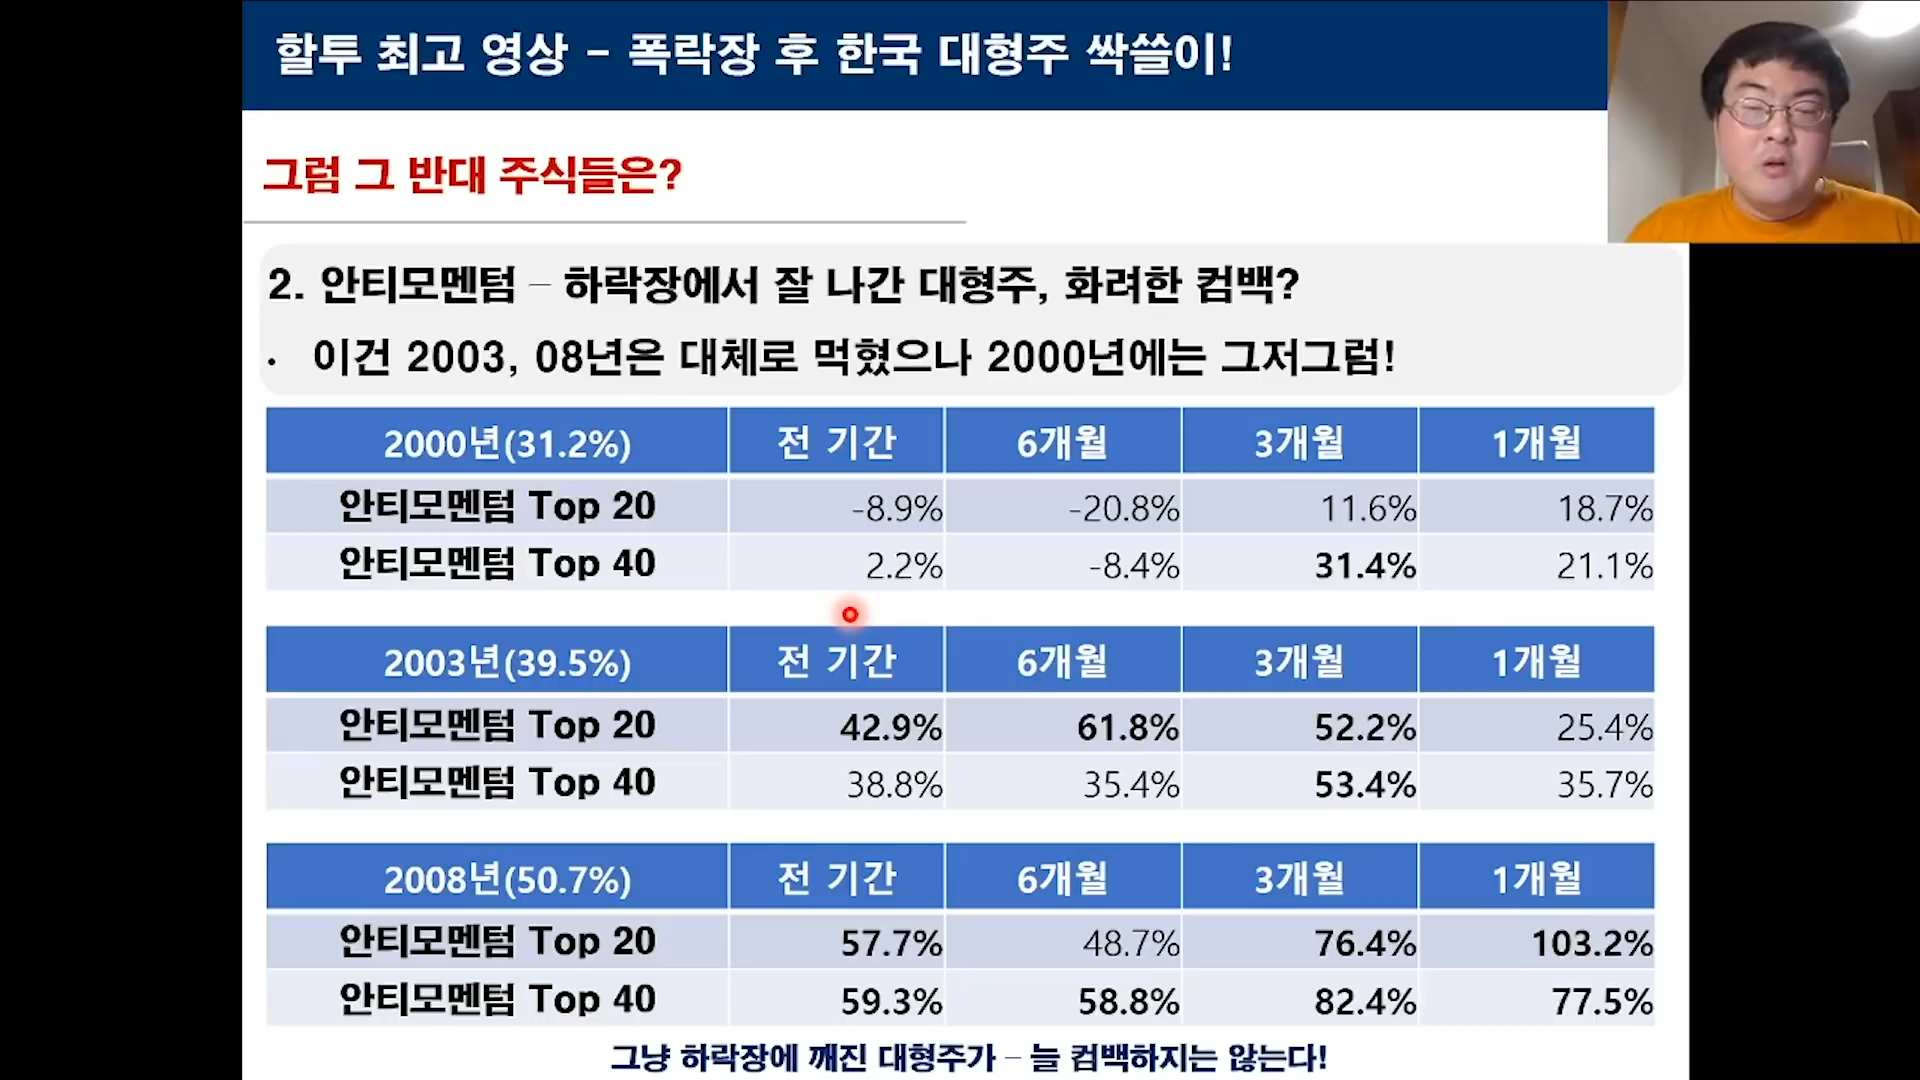 할투 최고 영상 - 폭락장 후 한국 대형주 싹쓸이!
그럼 그 반대 주식들은?
2. 안티모멘텀 – 하락장에서 잘 나간 대형주, 화려한 컴백?
· 이건 2003, 08년은 대체로 먹혔으나 2000년에는 그저그럼!
2000년(31.2%) 전 기간 6개월 3개월 1개월
안티모멘텀 Top 20 -8.9% -20.8% 11.6% 18.7%
안티모멘텀 Top 40 2.2% -8.4% 31.4% 21.1%
2003년(39.5%) 전 기간 6개월 3개월 1개월
안티모멘텀 Top 20 42.9% 61.8% 52.2% 25.4%
안티모멘텀 Top 40 38.8% 35.4% 53.4% 35.7%
2008년(50.7%) 전 기간 6개월 3개월 1개월
안티모멘텀 Top 20 57.7% 48.7% 76.4% 103.2%
안티모멘텀 Top 40 59.3% 58.8% 82.4% 77.5%
그냥 하락장에 깨진 대형주가 – 늘 컴백하지는 않는다!